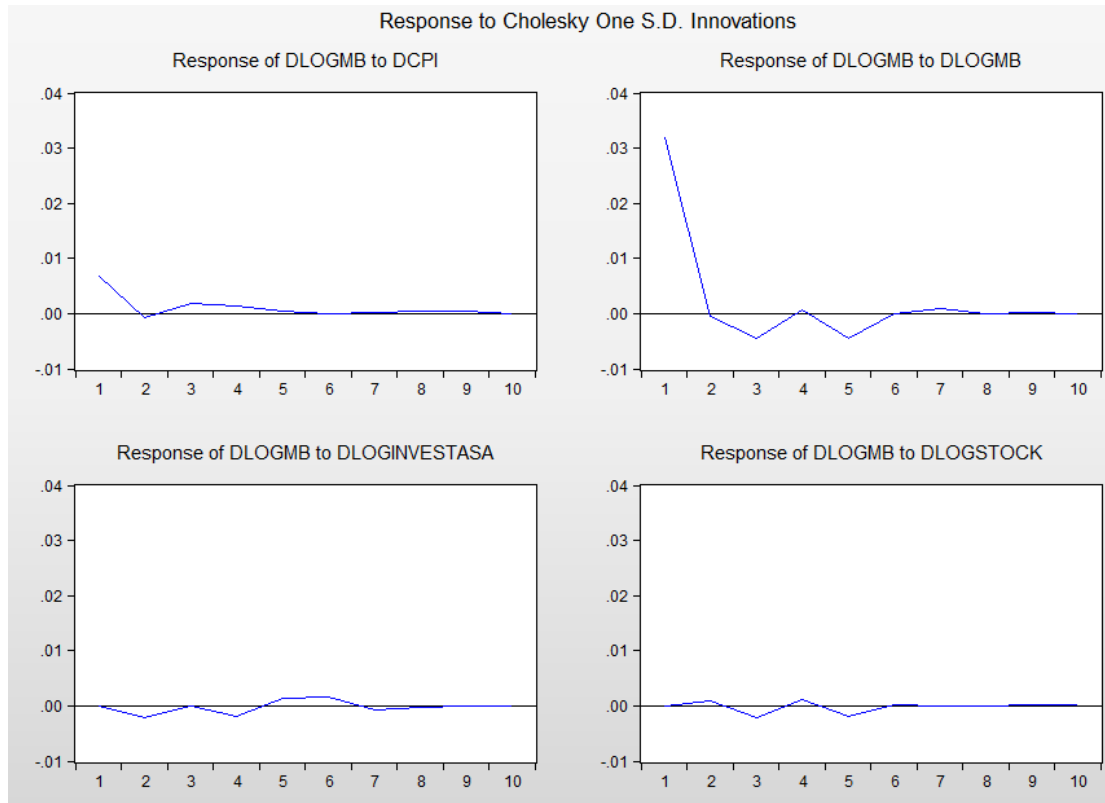 Response to Cholesky One S.D. Innovations
Response of DLOGMB to DCPI
.04
.03
.02
.01
.00
-.01
1 2 3 4 5 6 7 8 9 10
Response of DLOGMB to DLOGMB
.04
.03
.02
.01
.00
-.01
1 2 3 4 5 6 7 8 9 10
Response of DLOGMB to DLOGINVESTASA
.04
.03
.02
.01
.00
-.01
1 2 3 4 5 6 7 8 9 10
Response of DLOGMB to DLOGSTOCK
.04
.03
.02
.01
.00
-.01
1 2 3 4 5 6 7 8 9 10